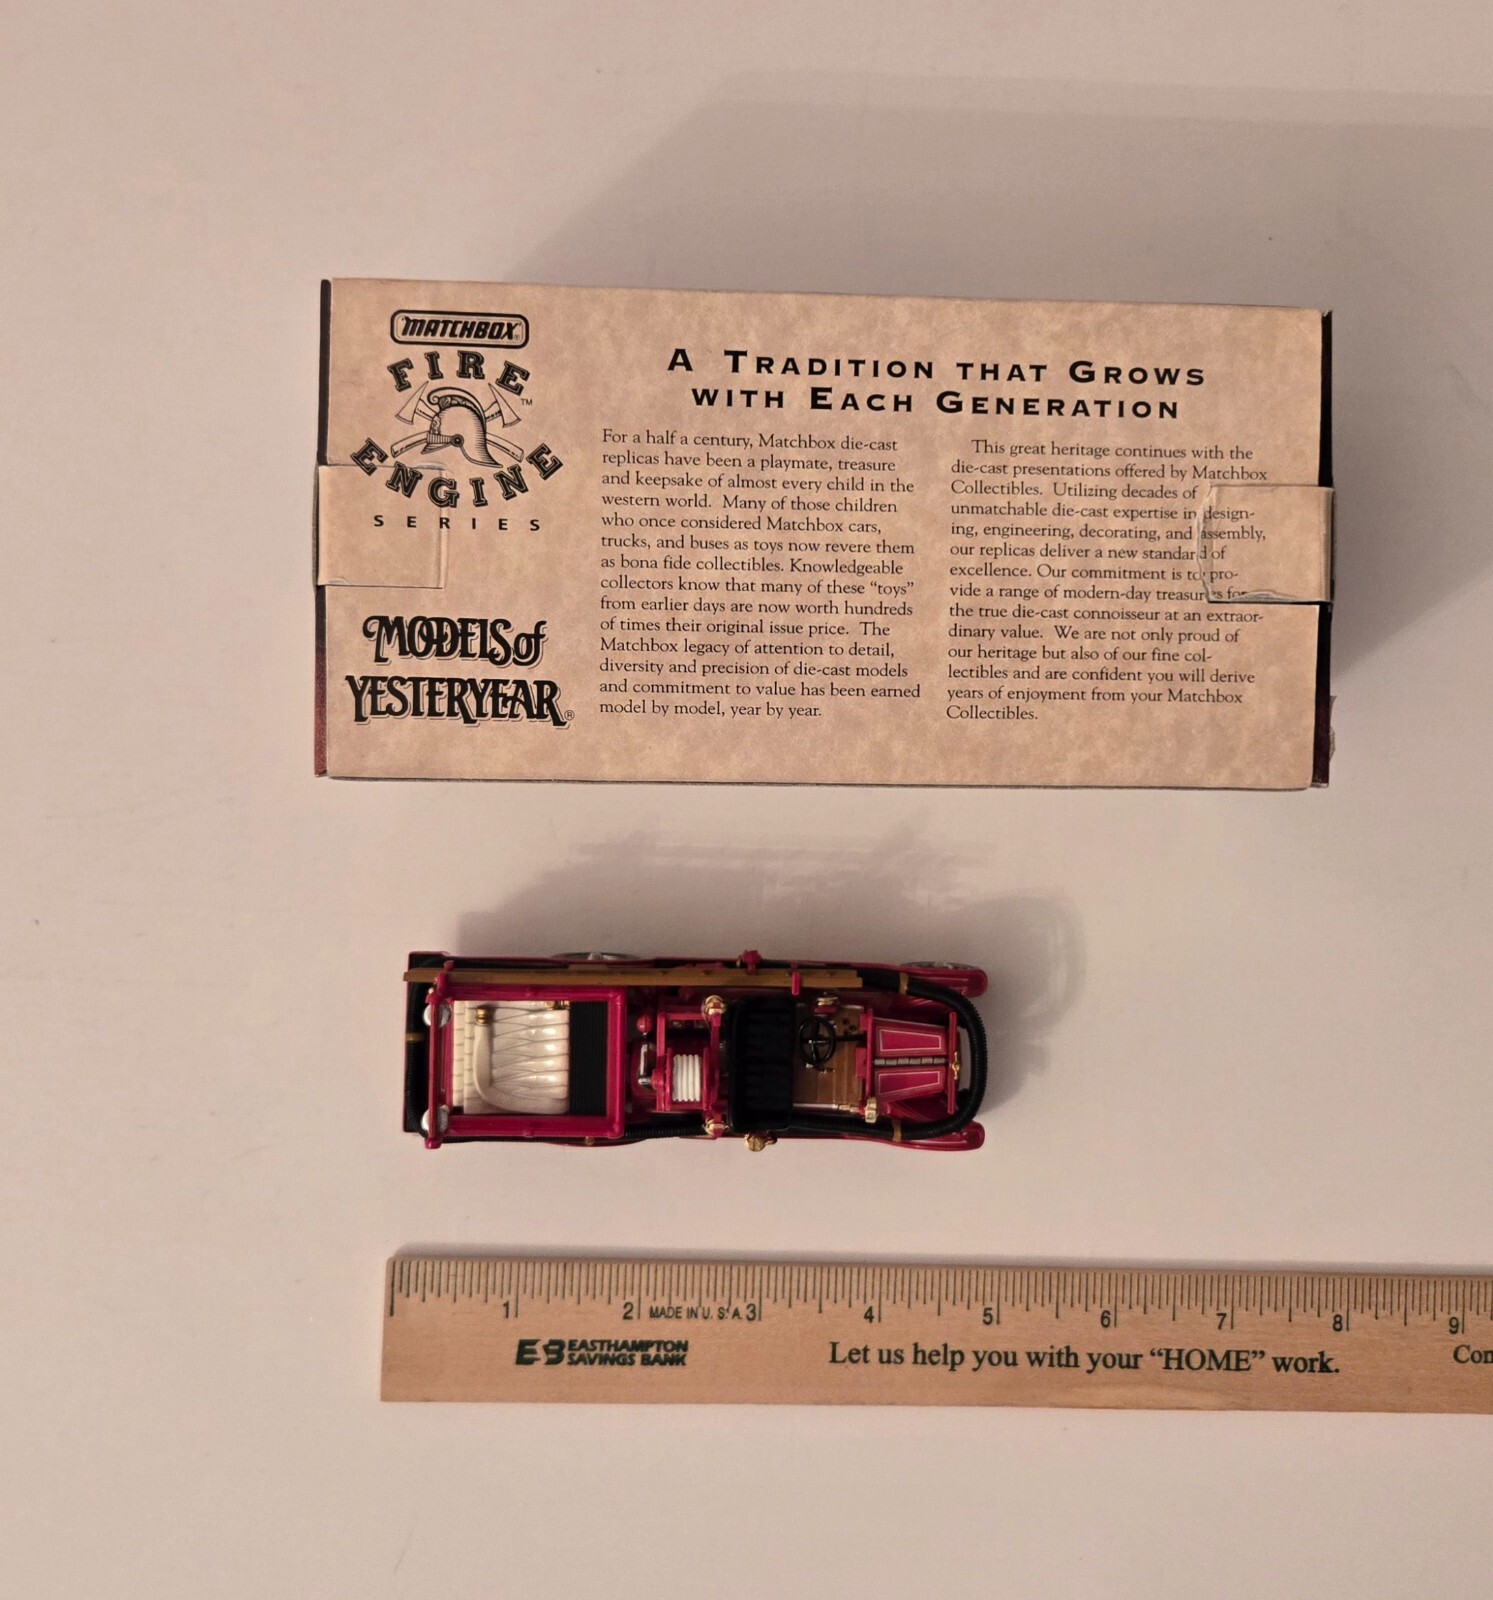 MATCHBOX®
FIRE
ENGINE™
SERIES
MODELS of
YESTERYEAR®
A TRADITION THAT GROWS
WITH EACH GENERATION
For a half a century, Matchbox die-cast
replicas have been a playmate, treasure
and keepsake of almost every child in the
western world. Many of those children
who once considered Matchbox cars,
trucks, and buses as toys now revere them
as bona fide collectibles. Knowledgeable
collectors know that many of these “toys”
from earlier days are now worth hundreds
of times their original issue price. The
Matchbox legacy of attention to detail,
diversity and precision of die-cast models
and commitment to value has been earned
model by model, year by year.
This great heritage continues with the
die-cast presentations offered by Matchbox
Collectibles. Utilizing decades of
unmatchable die-cast expertise in design-
ing, engineering, decorating, and assembly,
our replicas deliver a new standard of
excellence. Our commitment is to pro-
vide a range of modern-day treasures for
the true die-cast connoisseur at an extraor-
dinary value. We are not only proud of
our heritage but also of our fine col-
lectibles and are confident you will derive
years of enjoyment from your Matchbox
Collectibles.
1 2 MADE IN U.S.A. 3 4 5 6 7 8 9
EB EASTHAMPTON
SAVINGS BANK
Let us help you with your “HOME” work.
Con